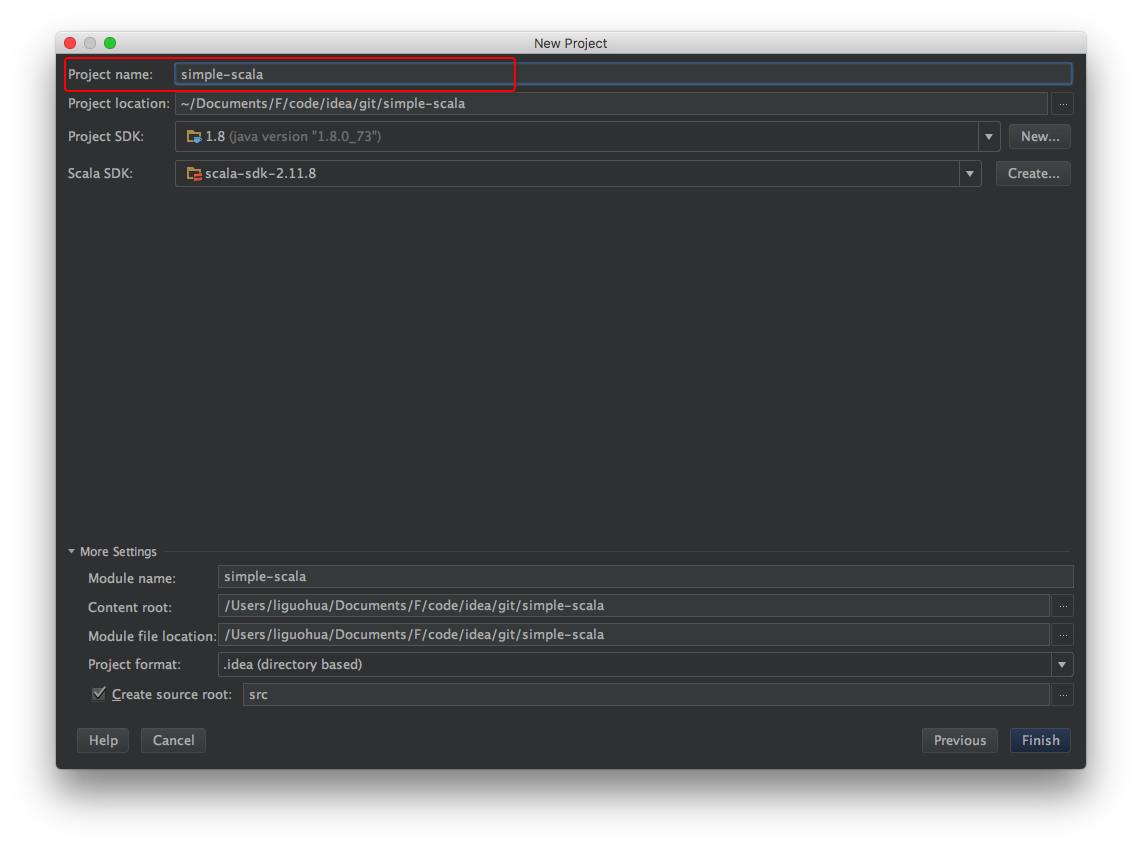 New Project
Project name: simple-scala
Project location: ~/Documents/F/code/idea/git/simple-scala ...
Project SDK: 1.8 (java version "1.8.0_73") New...
Scala SDK: scala-sdk-2.11.8 Create...
More Settings
Module name: simple-scala
Content root: /Users/liguohua/Documents/F/code/idea/git/simple-scala ...
Module file location: /Users/liguohua/Documents/F/code/idea/git/simple-scala ...
Project format: .idea (directory based)
Create source root: src ...
Help Cancel Previous Finish